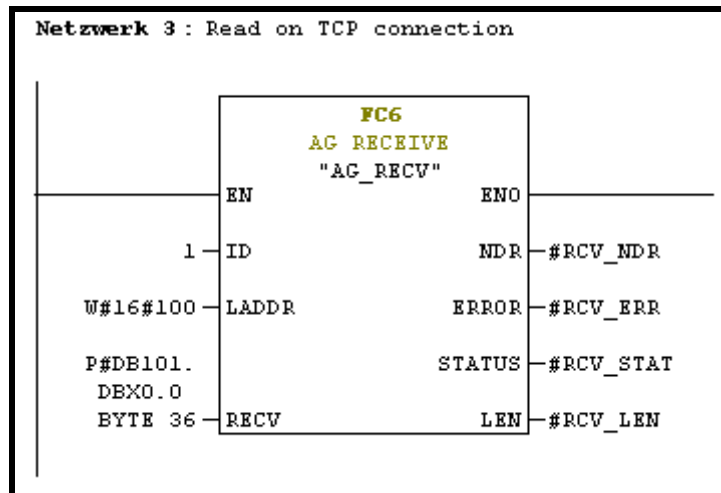 Netzwerk 3 : Read on TCP connection
FC6
AG RECEIVE
"AG_RECV"
EN ENO
1 ID NDR #RCV_NDR
W#16#100 LADDR ERROR #RCV_ERR
P#DB101. STATUS #RCV_STAT
DBX0.0
BYTE 36 RECV LEN #RCV_LEN